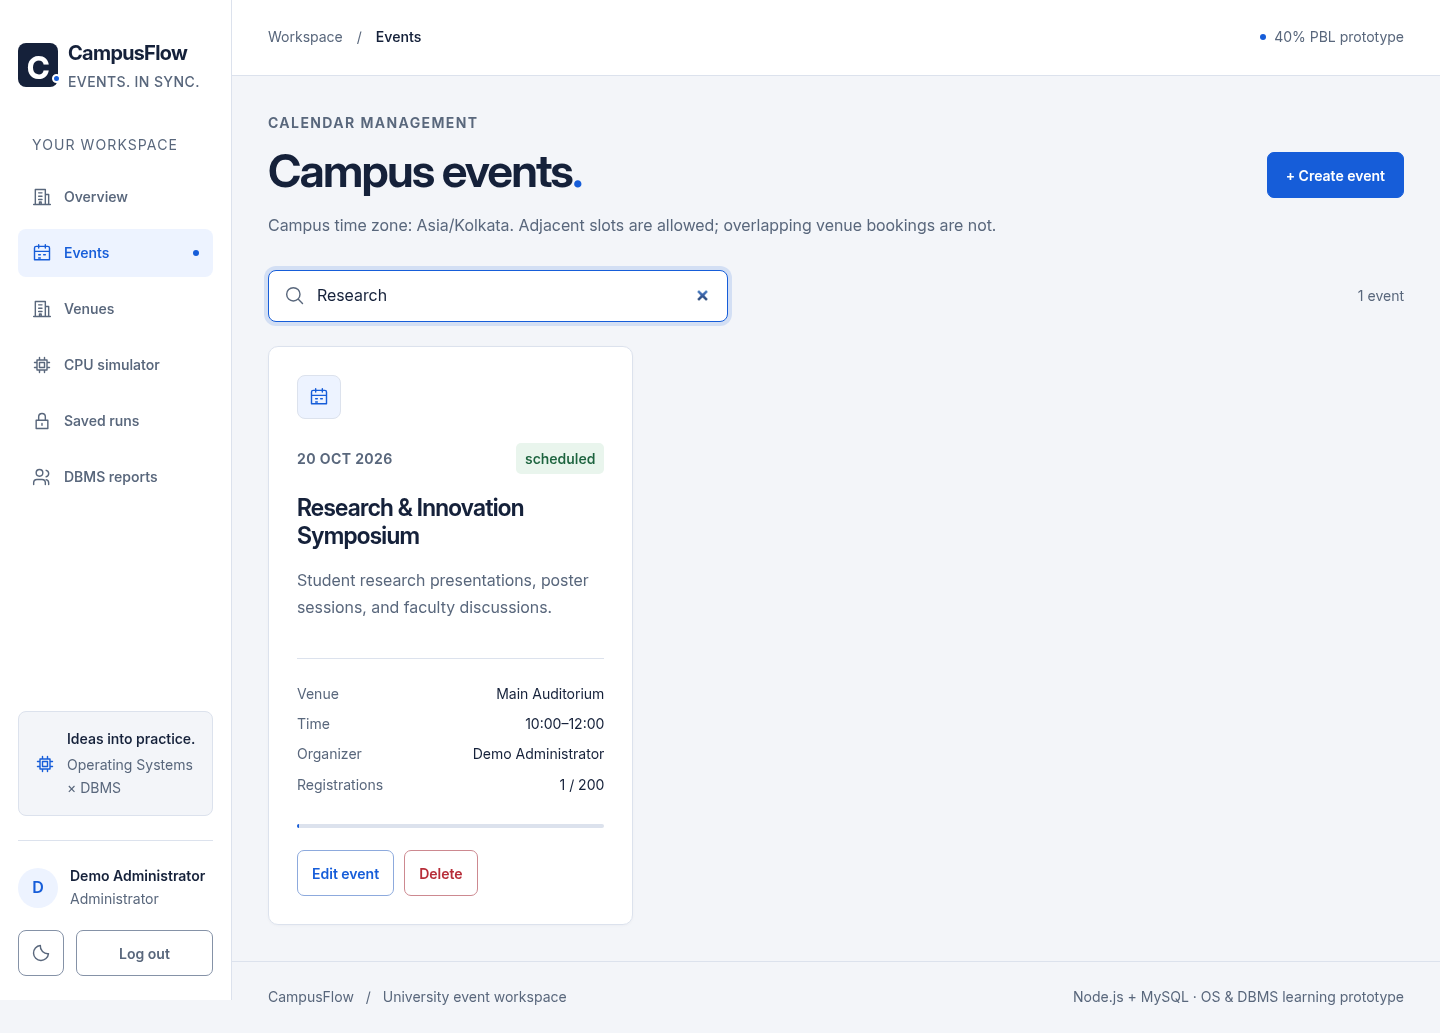 C
CampusFlow
EVENTS. IN SYNC.
YOUR WORKSPACE
Overview
Events
Venues
CPU simulator
Saved runs
DBMS reports
Ideas into practice.
Operating Systems
× DBMS
D
Demo Administrator
Administrator
Log out
Workspace / Events
40% PBL prototype
CALENDAR MANAGEMENT
Campus events.
+ Create event
Campus time zone: Asia/Kolkata. Adjacent slots are allowed; overlapping venue bookings are not.
Research
1 event
20 OCT 2026 scheduled
Research & Innovation
Symposium
Student research presentations, poster
sessions, and faculty discussions.
Venue Main Auditorium
Time 10:00–12:00
Organizer Demo Administrator
Registrations 1 / 200
Edit event Delete
CampusFlow / University event workspace
Node.js + MySQL · OS & DBMS learning prototype